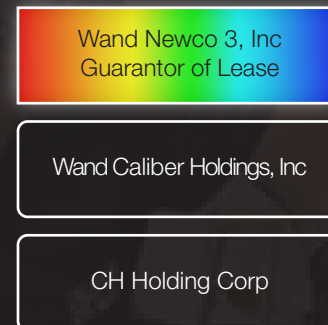 Wand Newco 3, Inc
Guarantor of Lease
Wand Caliber Holdings, Inc
CH Holding Corp